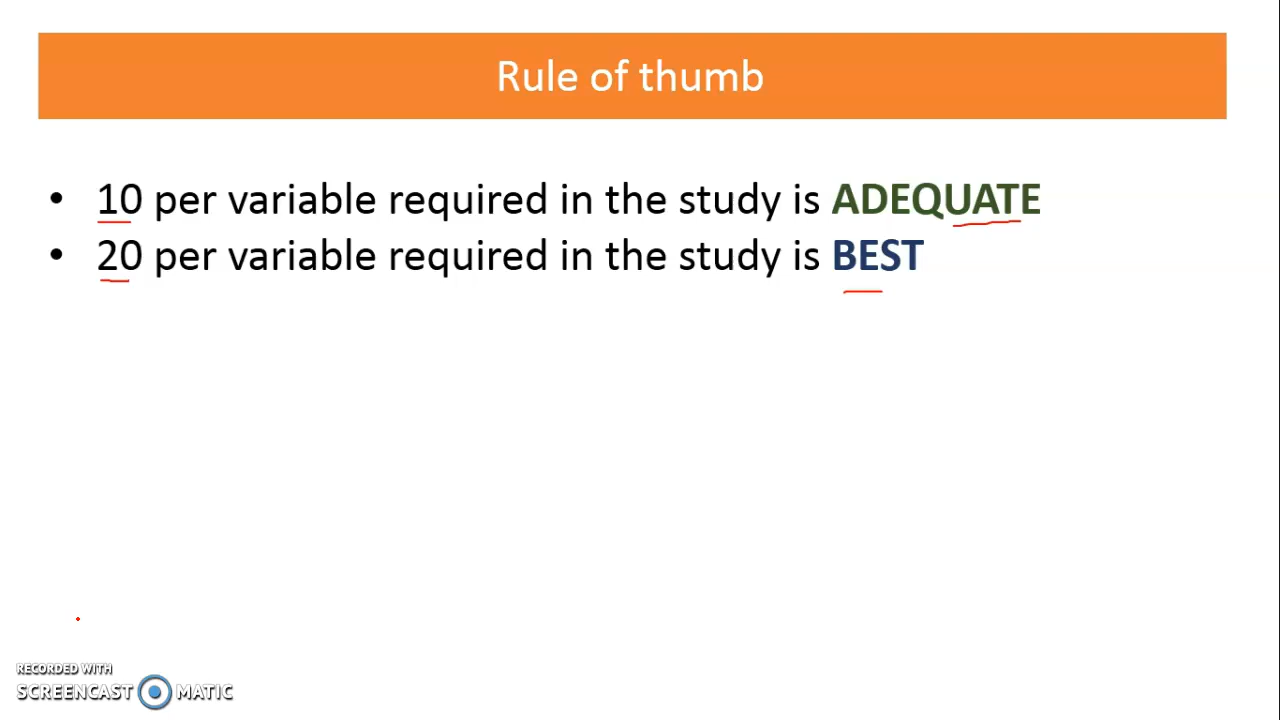 Rule of thumb
• 10 per variable required in the study is ADEQUATE
• 20 per variable required in the study is BEST
RECORDED WITH
SCREENCAST MATIC